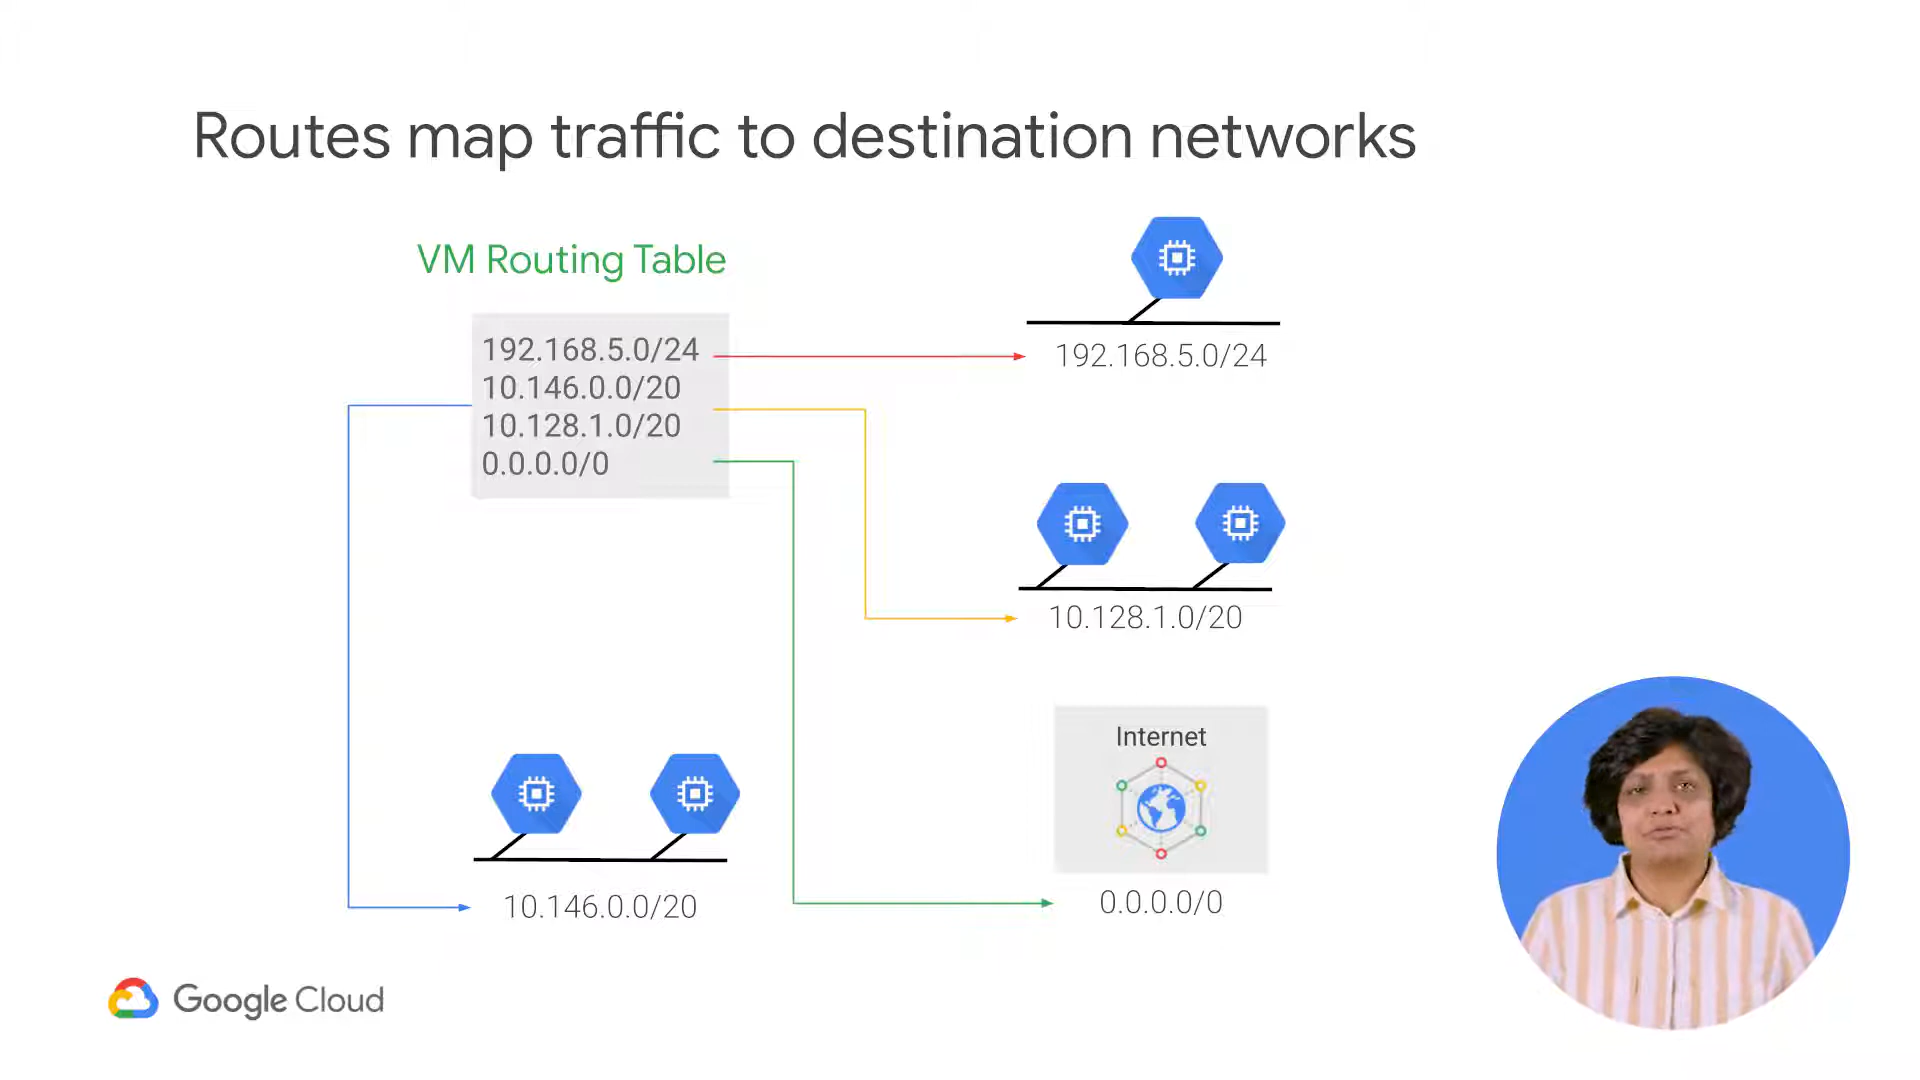 Routes map traffic to destination networks
VM Routing Table
192.168.5.0/24
10.146.0.0/20
10.128.1.0/20
0.0.0.0/0
192.168.5.0/24
10.128.1.0/20
Internet
0.0.0.0/0
10.146.0.0/20
Google Cloud